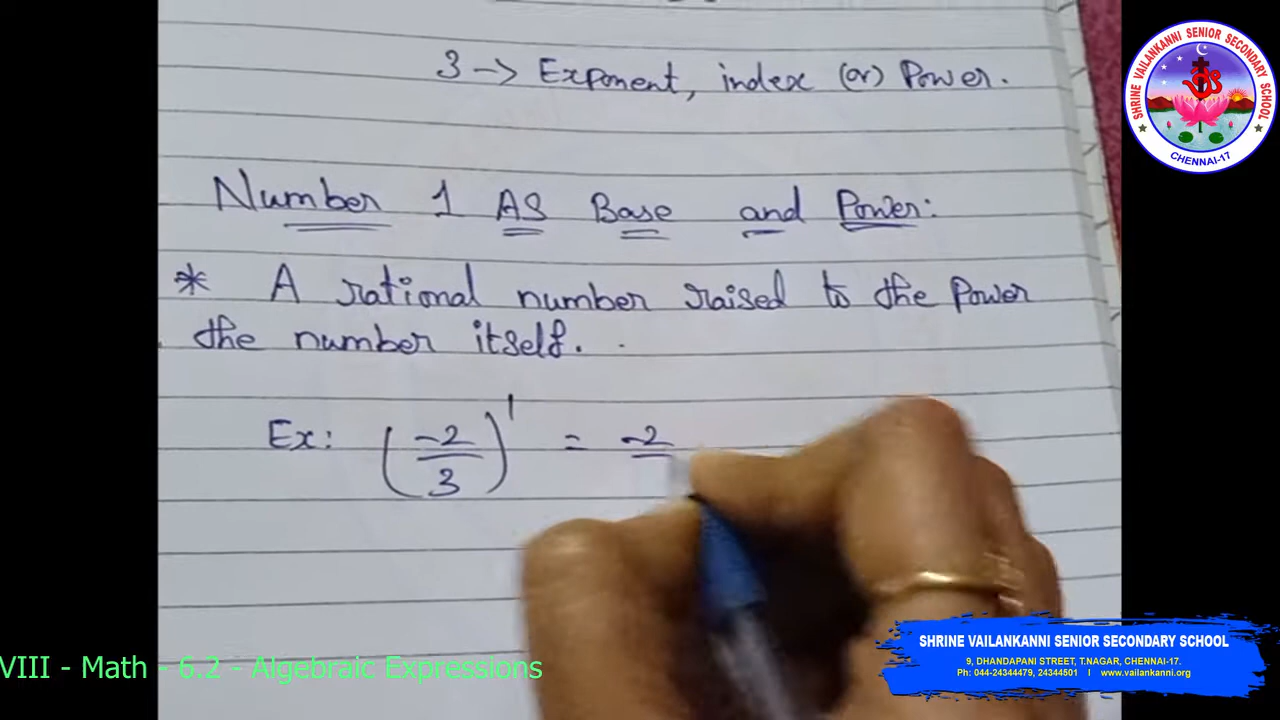 3 -> Exponent, index (or) Power.
Number 1 AS Base and Power:
* A rational number raised to the Power
the number itself.
Ex: (-2/3)^1 = -2
SHRINE VAILANKANNI SENIOR SECONDARY SCHOOL
CHENNAI-17
VIII - Math - 6.2 - Algebraic Expressions
SHRINE VAILANKANNI SENIOR SECONDARY SCHOOL
9, DHANDAPANI STREET, T.NAGAR, CHENNAI-17.
Ph: 044-24344479, 24344501 I www.vailankanni.org